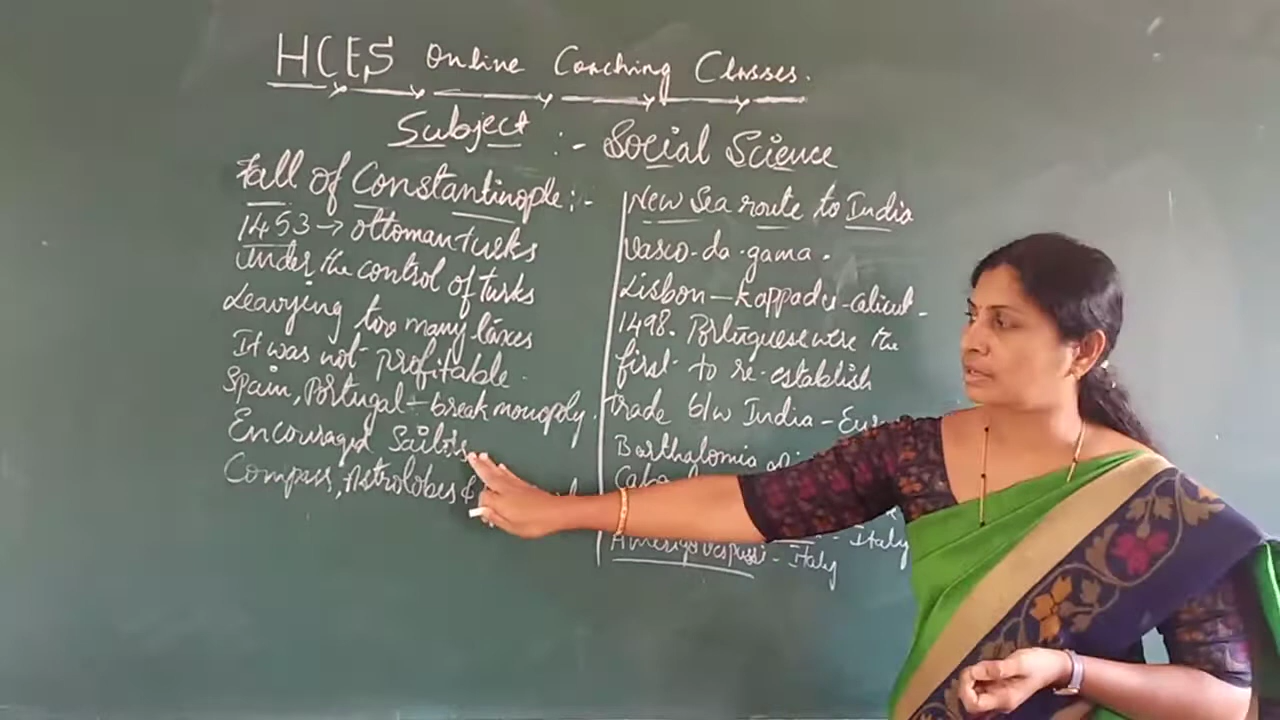 HCES Online Coaching Classes.
Subject :- Social Science
Fall of Constantinople :-
1453 → ottoman turks
under the control of turks
Leavying too many taxes
It was not profitable.
Spain, Portugal - break monopoly.
Encouraged Sailors
Compass, Astrolobes &
New Sea route to India
Vasco-da-gama.
Lisbon - Kappadu - calicut -
1498. Portuguese were the
first to re-establish
trade b/w India - Eur
Barthalomia
- Italy
Amerigo vespussi - Italy